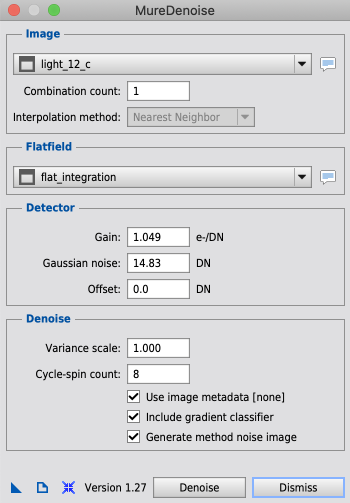 MureDenoise
Image
light_12_c
Combination count: 1
Interpolation method: Nearest Neighbor
Flatfield
flat_integration
Detector
Gain: 1.049 e-/DN
Gaussian noise: 14.83 DN
Offset: 0.0 DN
Denoise
Variance scale: 1.000
Cycle-spin count: 8
Use image metadata [none]
Include gradient classifier
Generate method noise image
Version 1.27 Denoise Dismiss